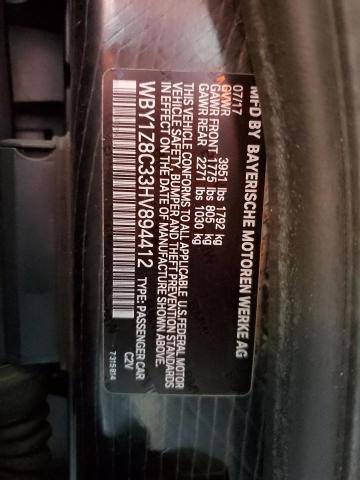 MFD BY BAYERISCHE MOTOREN WERKE AG
07/17
GVWR 3951 lbs 1792 kg
GAWR FRONT 1775 lbs 805 kg
GAWR REAR 2271 lbs 1030 kg
THIS VEHICLE CONFORMS TO ALL APPLICABLE U.S.FEDERAL MOTOR
VEHICLE SAFETY, BUMPER AND THEFT PREVENTION STANDARDS
IN EFFECT ON THE DATE OF MANUFACTURE SHOWN ABOVE.
WBY1Z8C33HV894412 TYPE: PASSENGER CAR
C2V
7315814